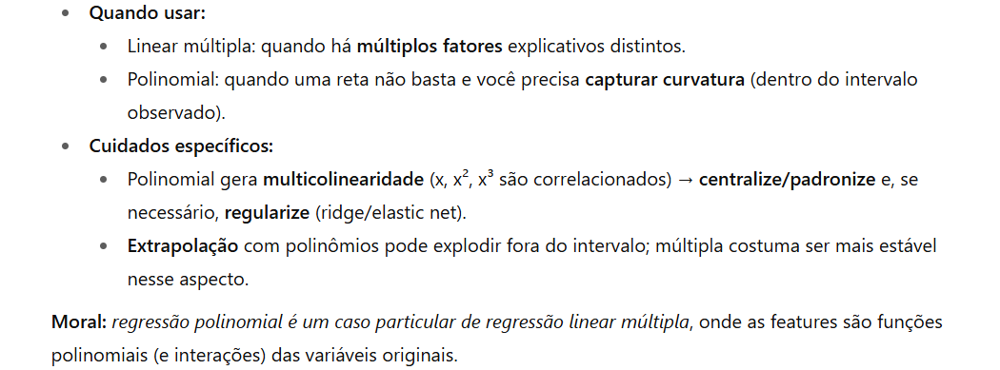 Quando usar:
Linear múltipla: quando há múltiplos fatores explicativos distintos.
Polinomial: quando uma reta não basta e você precisa capturar curvatura (dentro do intervalo
observado).
Cuidados específicos:
Polinomial gera multicolinearidade (x, x², x³ são correlacionados) → centralize/padronize e, se
necessário, regularize (ridge/elastic net).
Extrapolação com polinômios pode explodir fora do intervalo; múltipla costuma ser mais estável
nesse aspecto.
Moral: regressão polinomial é um caso particular de regressão linear múltipla, onde as features são funções
polinomiais (e interações) das variáveis originais.